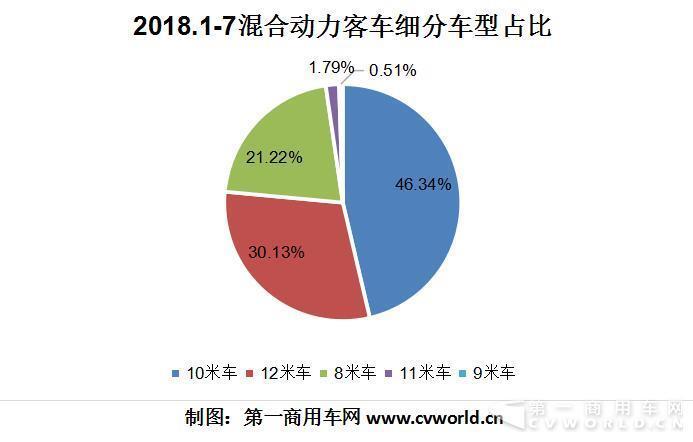 2018.1-7混合动力客车细分车型占比
1.79%
0.51%
21.22%
46.34%
30.13%
10米车 12米车 8米车 11米车 9米车
制图：第一商用车网 www.cvworld.cn
第一商用车网
CVWORLD.CN